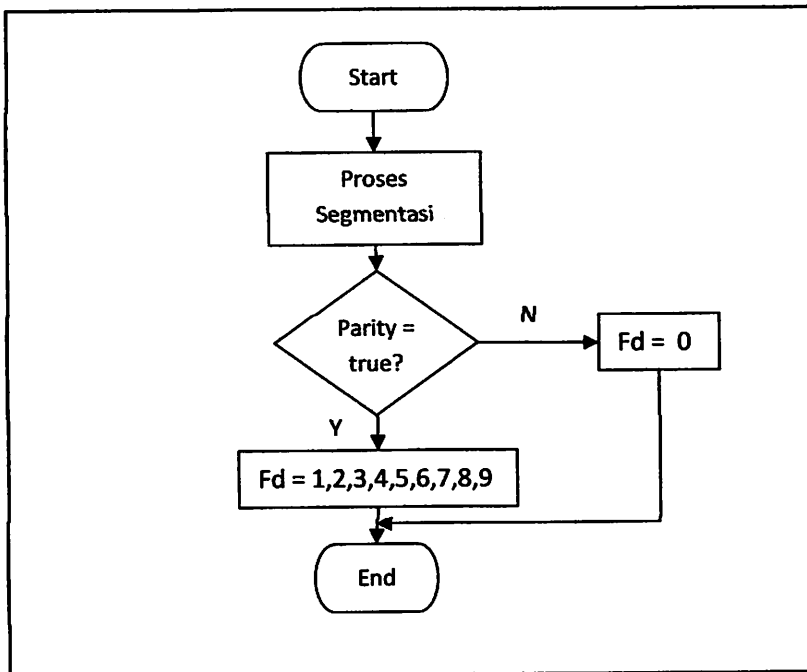 Start
Proses
Segmentasi
Parity =
true?
N
Fd = 0
Y
Fd = 1,2,3,4,5,6,7,8,9
End